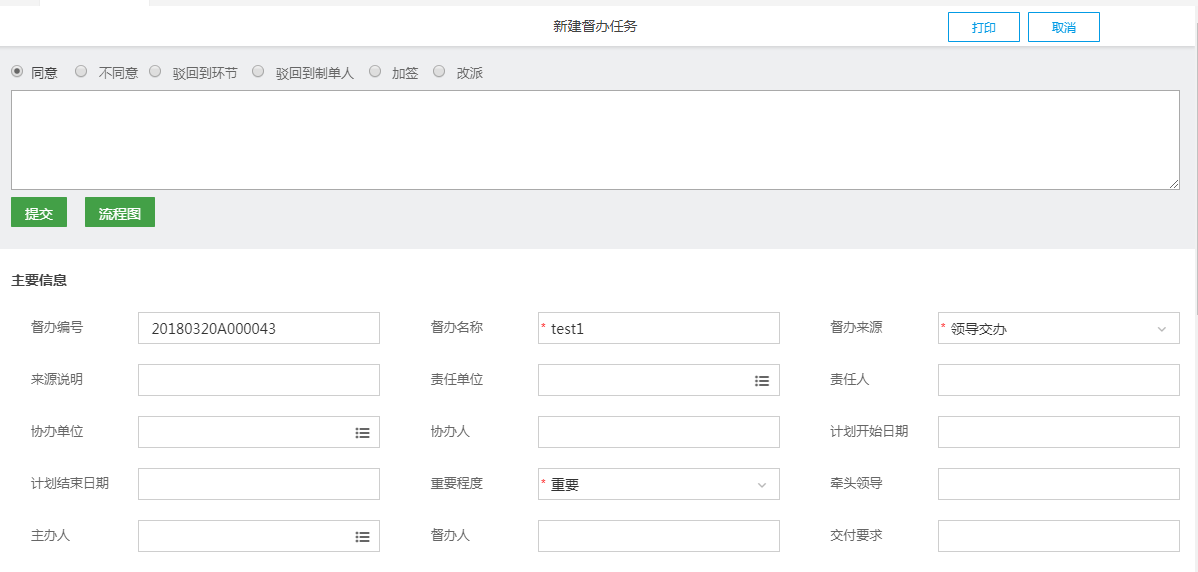 新建督办任务 打印 取消
同意 不同意 驳回到环节 驳回到制单人 加签 改派
提交 流程图
主要信息
督办编号 20180320A000043 督办名称 * test1 督办来源 * 领导交办
来源说明 责任单位 责任人
协办单位 协办人 计划开始日期
计划结束日期 重要程度 * 重要 牵头领导
主办人 督办人 交付要求